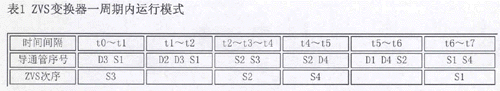 表1 ZVS变换器一周期内运行模式
时间间隔 t0~t1 t1~t2 t2~t3~t4 t4~t5 t5~t6 t6~t7
导通管序号 D3 S1 D2 D3 S1 S2 S3 S2 D4 D1 D4 S2 S1 S4
ZVS次序 S3 S2 S4 S1